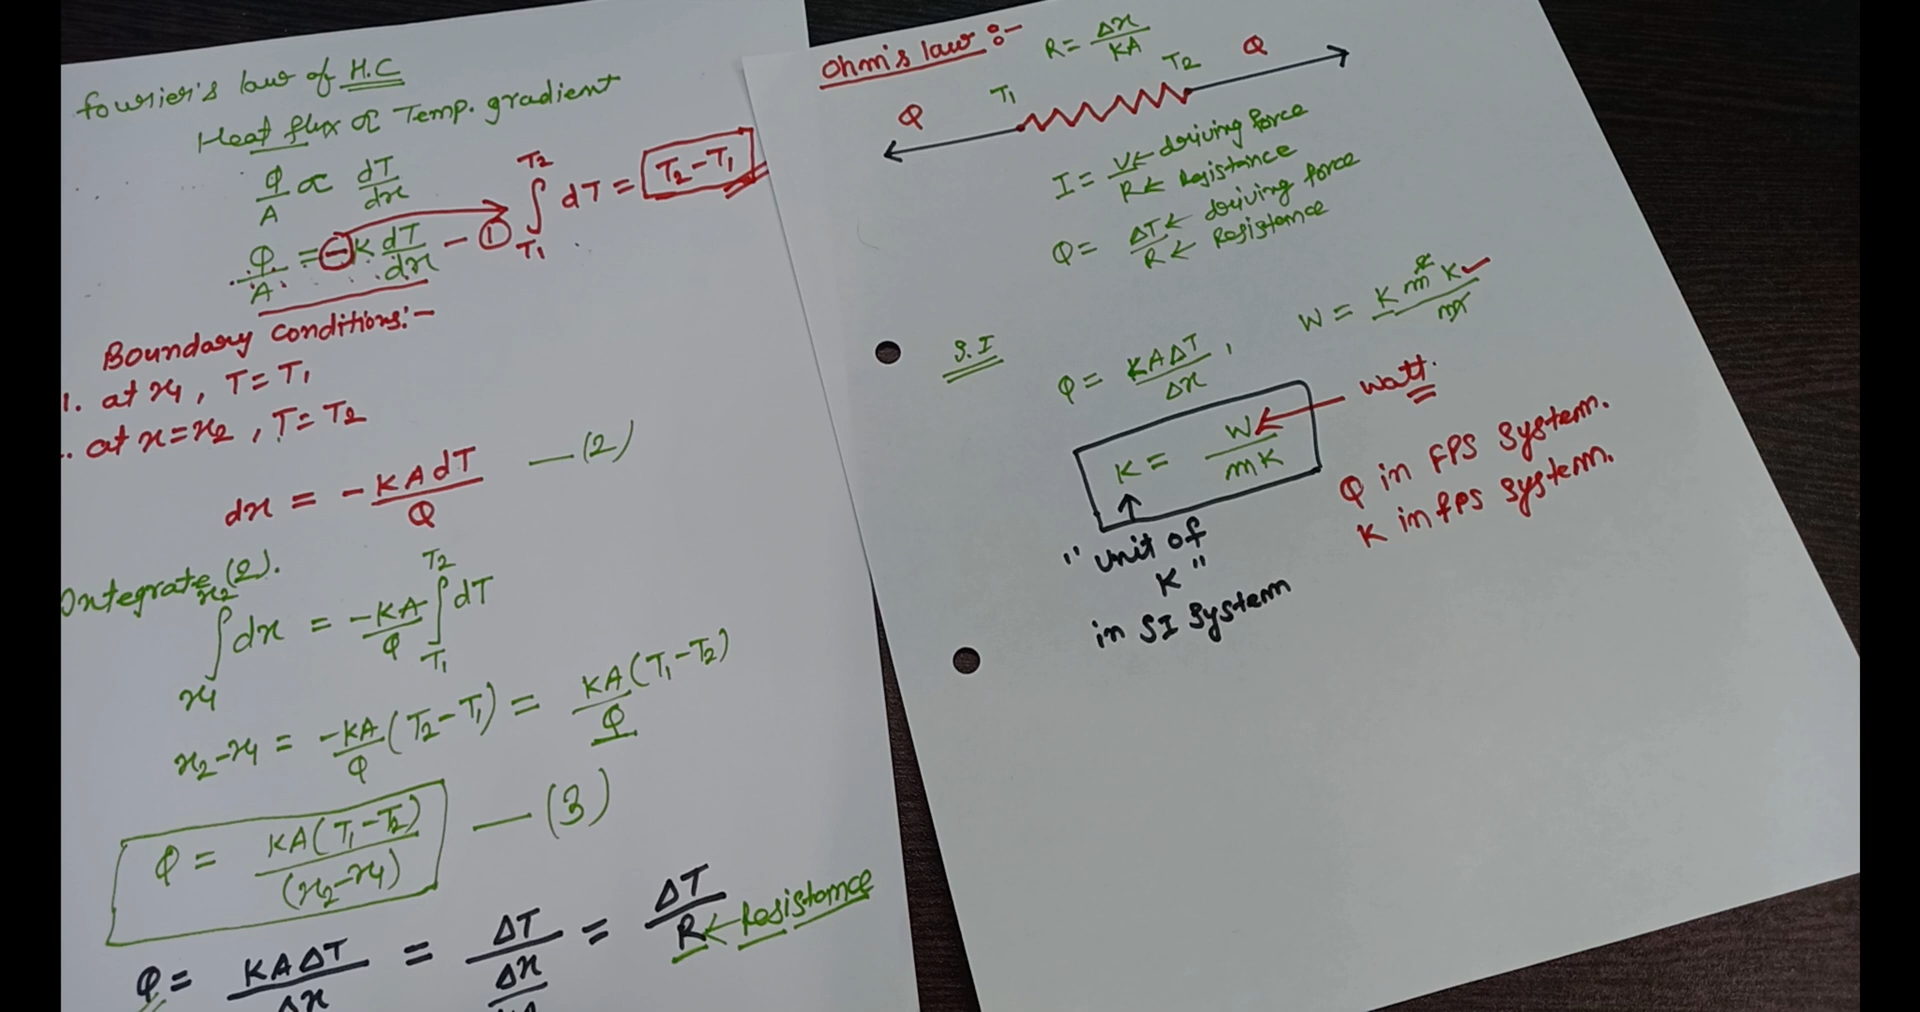 Fourier's law of H.C
Heat flux ∝ Temp. gradient
Q/A ∝ dT/dx
Q/A = -K dT/dx - ①
∫_{T1}^{T2} dT = T2-T1
Boundary Conditions:-
1. at x1, T=T1
. at x=x2, T=T2
dx = -KAdT/Q —(2)
Integrate (2).
∫_{x1}^{x2} dx = -KA/Q ∫_{T1}^{T2} dT
x2-x1 = -KA/Q (T2-T1) = KA(T1-T2)/Q
Q = KA(T1-T2)/(x2-x1) —(3)
Q = KAΔT/Δx = ΔT/(Δx/KA) = ΔT/R ← Resistance
Ohm's law :-
R = Δx/KA
Q T1 T2 Q
I = V ← driving force / R ← Resistance
Q = ΔT ← driving force / R ← Resistance
S.I
Q = KAΔT/Δx , W = K m² K/m
K = W/mK ← Watt.
"unit of
K"
in SI System
Q in FPS System.
K in fPS System.